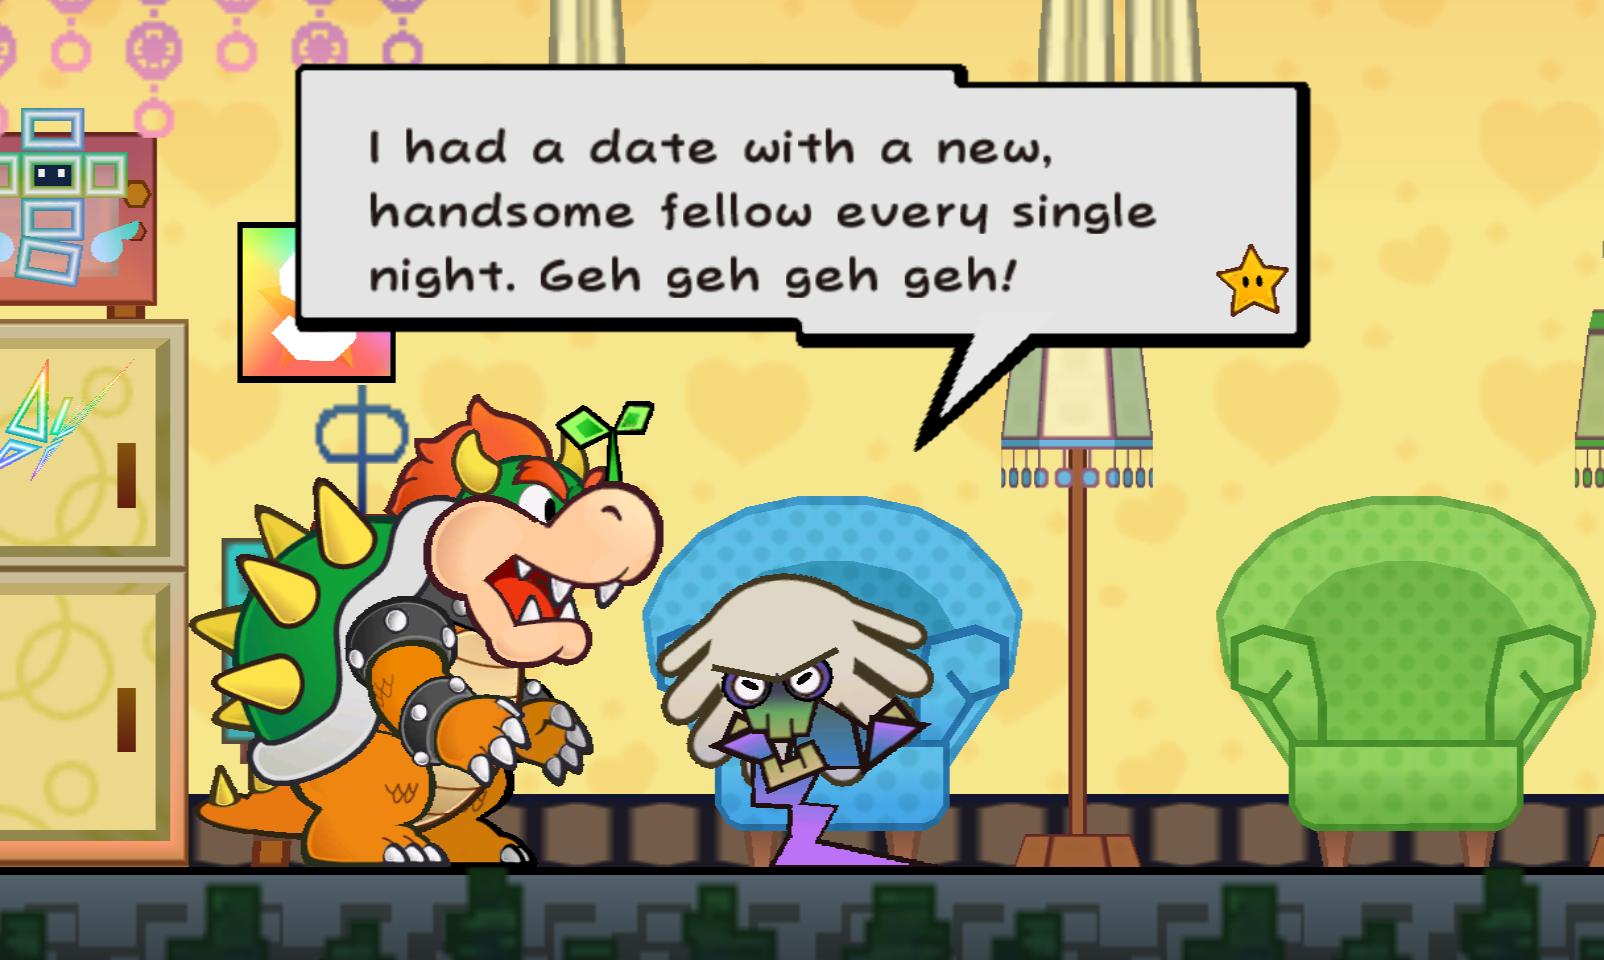 I had a date with a new,
handsome fellow every single
night. Geh geh geh geh!